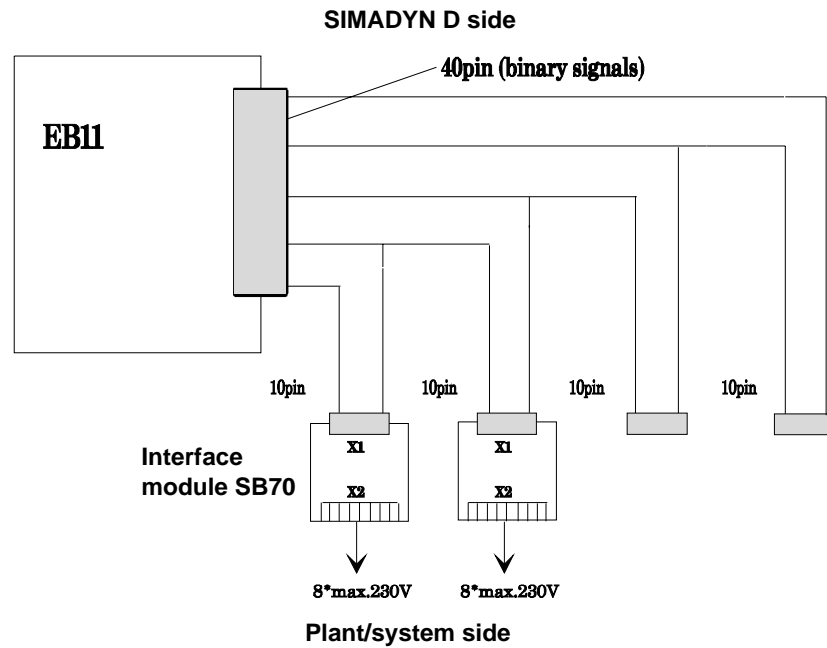 SIMADYN D side
40pin (binary signals)
EB11
10pin
10pin
10pin
10pin
X1
X1
Interface
module SB70
X2
X2
8*max.230V
8*max.230V
Plant/system side